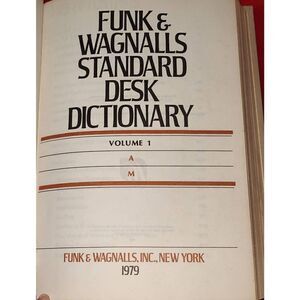 FUNK &
WAGNALLS
STANDARD
DESK
DICTIONARY
VOLUME 1
A
M
FUNK & WAGNALLS, INC., NEW YORK
1979